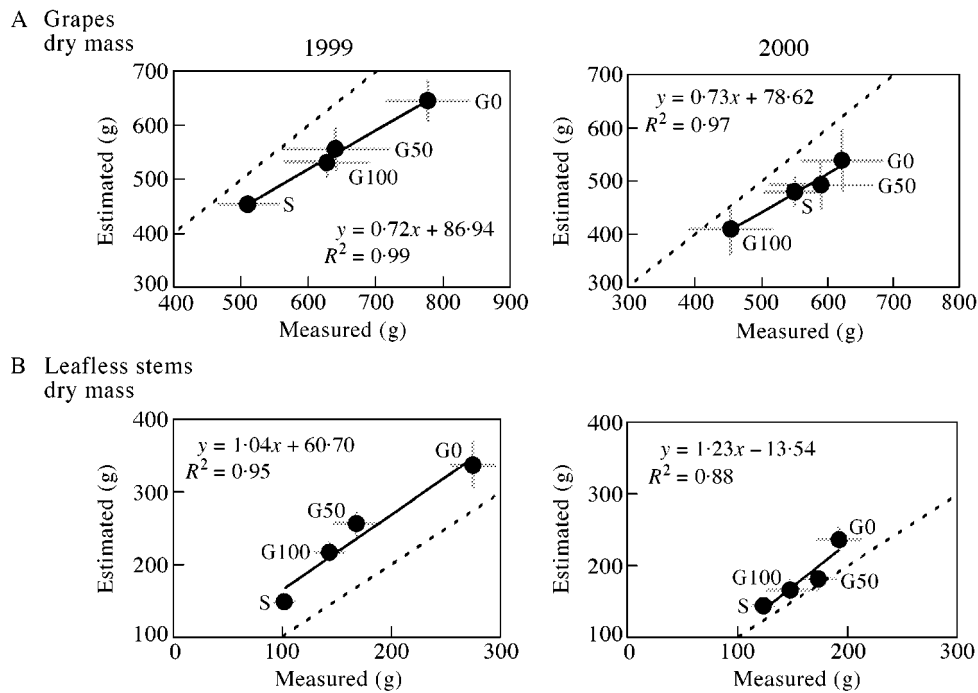 A Grapes
dry mass
1999
2000
700
600
500
400
300
Estimated (g)
G0
G50
G100
S
y = 0·72x + 86·94
R² = 0·99
400 500 600 700 800 900
Measured (g)
700
600
500
400
300
Estimated (g)
y = 0·73x + 78·62
R² = 0·97
G0
G50
S
G100
300 400 500 600 700 800
Measured (g)
B Leafless stems
dry mass
400
300
200
100
Estimated (g)
y = 1·04x + 60·70
R² = 0·95
G0
G50
G100
S
0 100 200 300
Measured (g)
400
300
200
100
Estimated (g)
y = 1·23x – 13·54
R² = 0·88
G0
G100
G50
S
0 100 200 300
Measured (g)